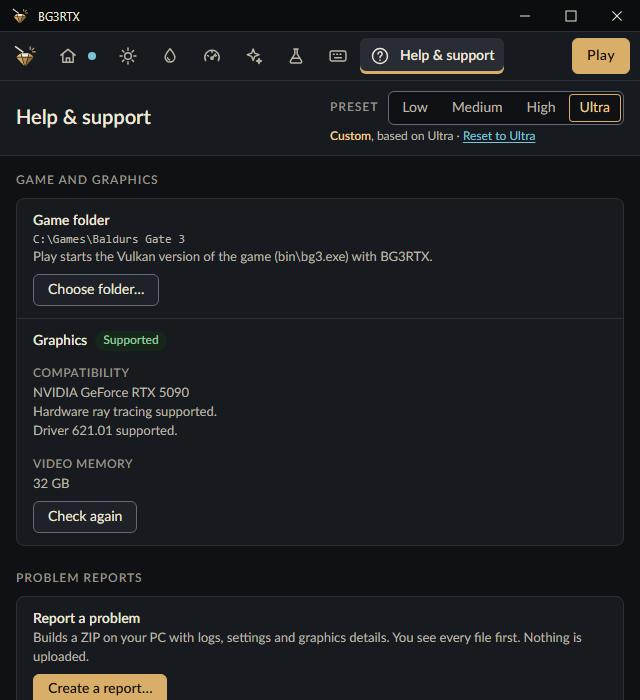 BG3RTX
Help & support
Play
Help & support
PRESET
Low
Medium
High
Ultra
Custom, based on Ultra · Reset to Ultra
GAME AND GRAPHICS
Game folder
C:\Games\Baldurs Gate 3
Play starts the Vulkan version of the game (bin\bg3.exe) with BG3RTX.
Choose folder...
Graphics
Supported
COMPATIBILITY
NVIDIA GeForce RTX 5090
Hardware ray tracing supported.
Driver 621.01 supported.
VIDEO MEMORY
32 GB
Check again
PROBLEM REPORTS
Report a problem
Builds a ZIP on your PC with logs, settings and graphics details. You see every file first. Nothing is
uploaded.
Create a report...